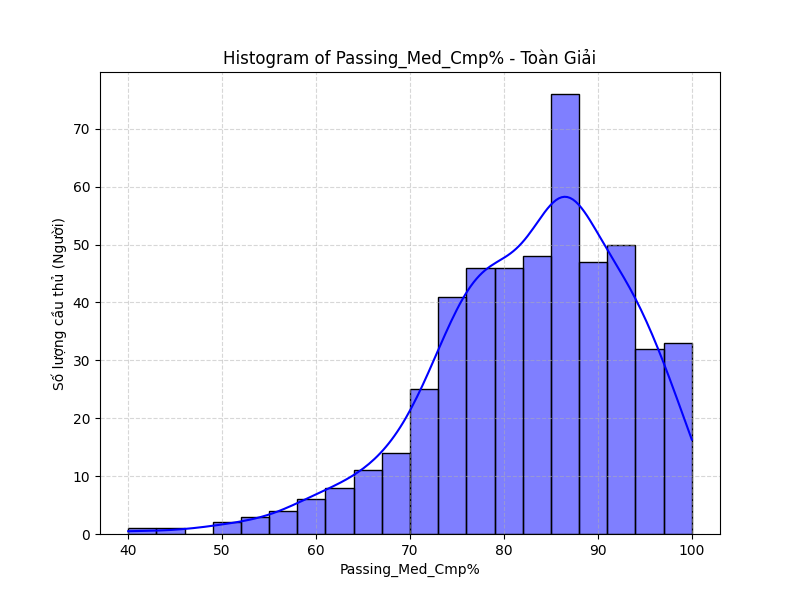 Histogram of Passing_Med_Cmp% - Toàn Giải
Số lượng cầu thủ (Người)
70
60
50
40
30
20
10
0
40 50 60 70 80 90 100
Passing_Med_Cmp%